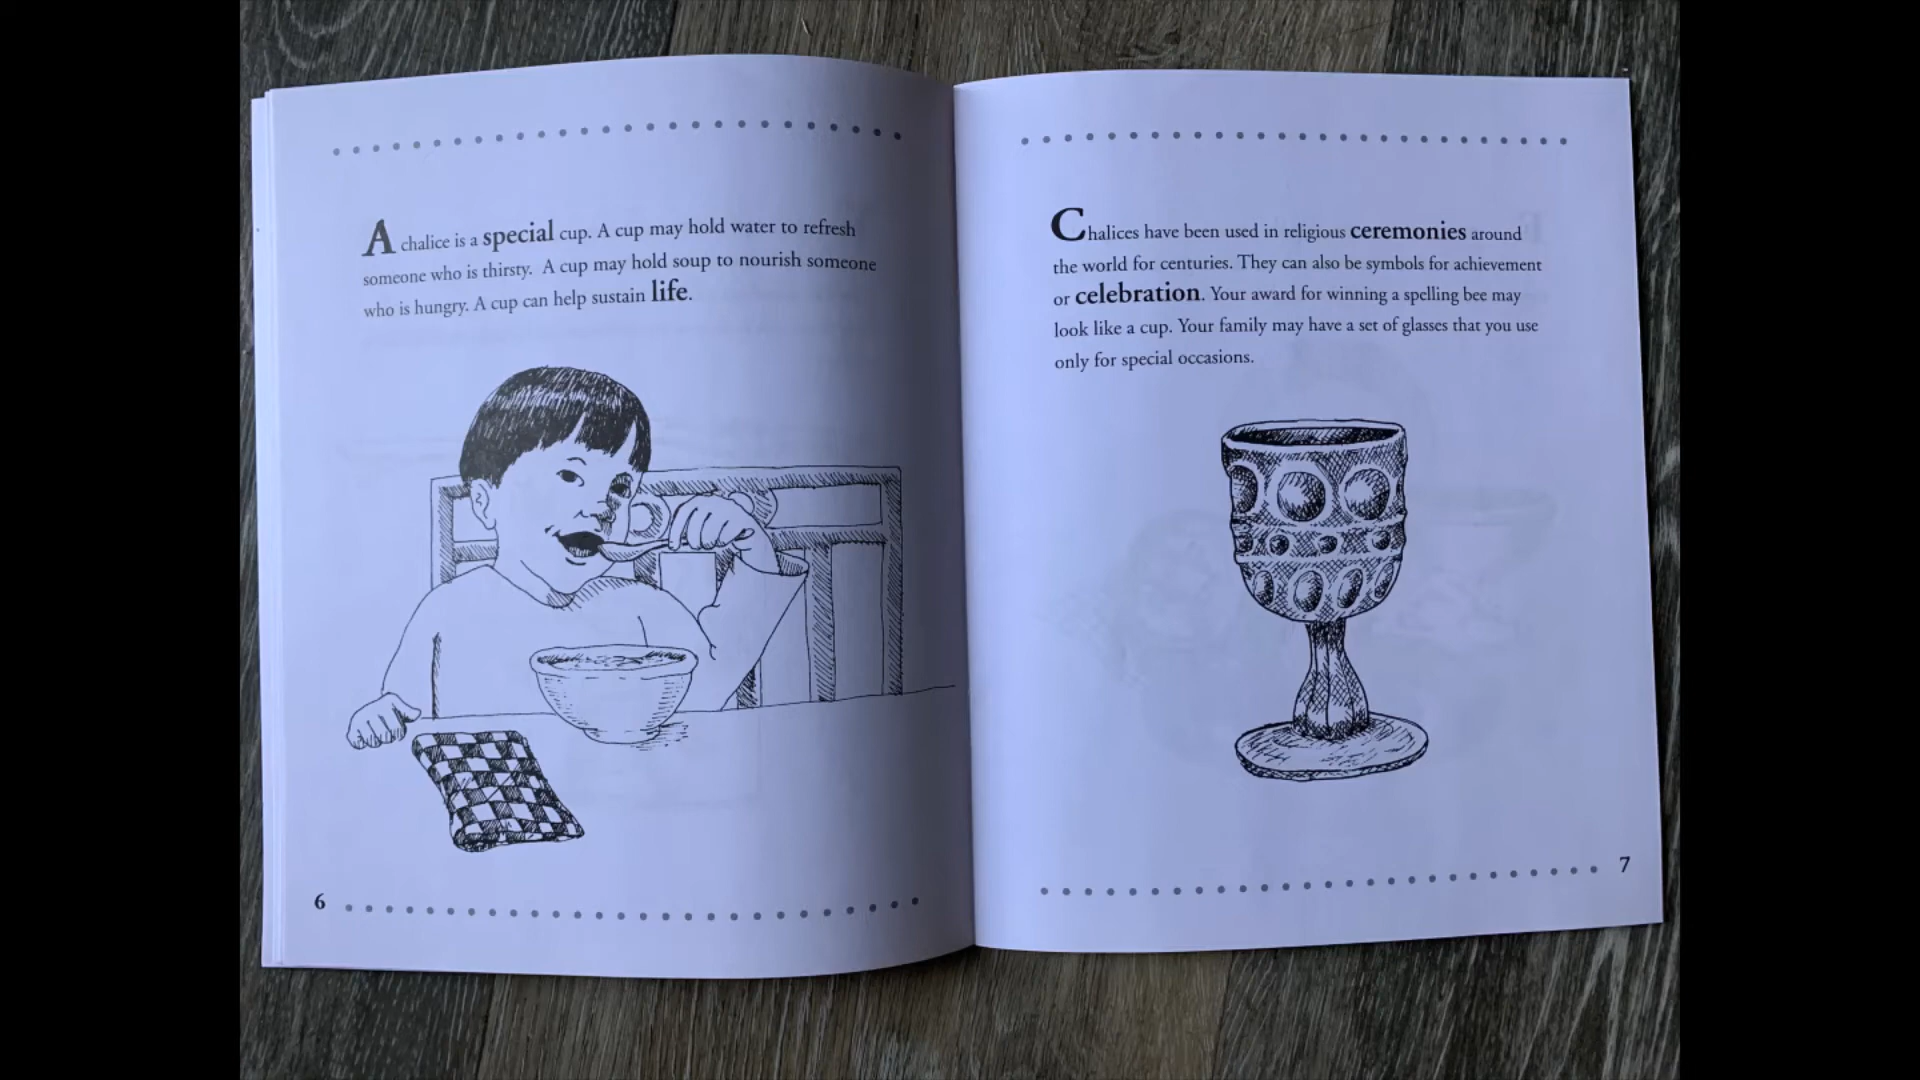 A chalice is a special cup. A cup may hold water to refresh
someone who is thirsty. A cup may hold soup to nourish someone
who is hungry. A cup can help sustain life.
6
Chalices have been used in religious ceremonies around
the world for centuries. They can also be symbols for achievement
or celebration. Your award for winning a spelling bee may
look like a cup. Your family may have a set of glasses that you use
only for special occasions.
7